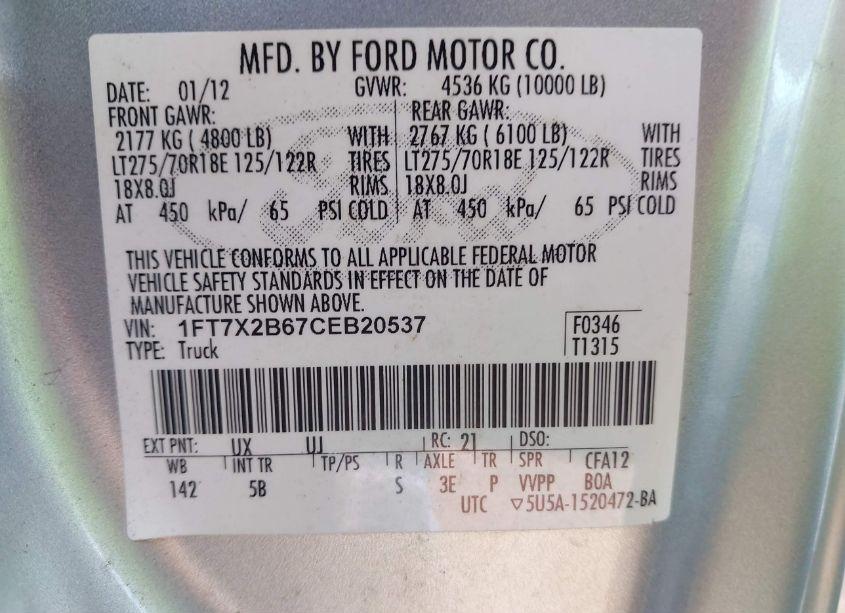 MFD. BY FORD MOTOR CO.
DATE: 01/12 GVWR: 4536 KG (10000 LB)
FRONT GAWR: REAR GAWR:
2177 KG ( 4800 LB) WITH 2767 KG ( 6100 LB) WITH
LT275/70R18E 125/122R TIRES LT275/70R18E 125/122R TIRES
18X8.0J RIMS 18X8.0J RIMS
AT 450 kPa/ 65 PSI COLD AT 450 kPa/ 65 PSI COLD
THIS VEHICLE CONFORMS TO ALL APPLICABLE FEDERAL MOTOR
VEHICLE SAFETY STANDARDS IN EFFECT ON THE DATE OF
MANUFACTURE SHOWN ABOVE.
VIN: 1FT7X2B67CEB20537 F0346
TYPE: Truck T1315
EXT PNT: UX UJ RC: 21 DSO:
WB INT TR TP/PS R AXLE TR SPR CFA12
142 5B S 3E P VVPP BOA
UTC ▽5U5A-1520472-BA